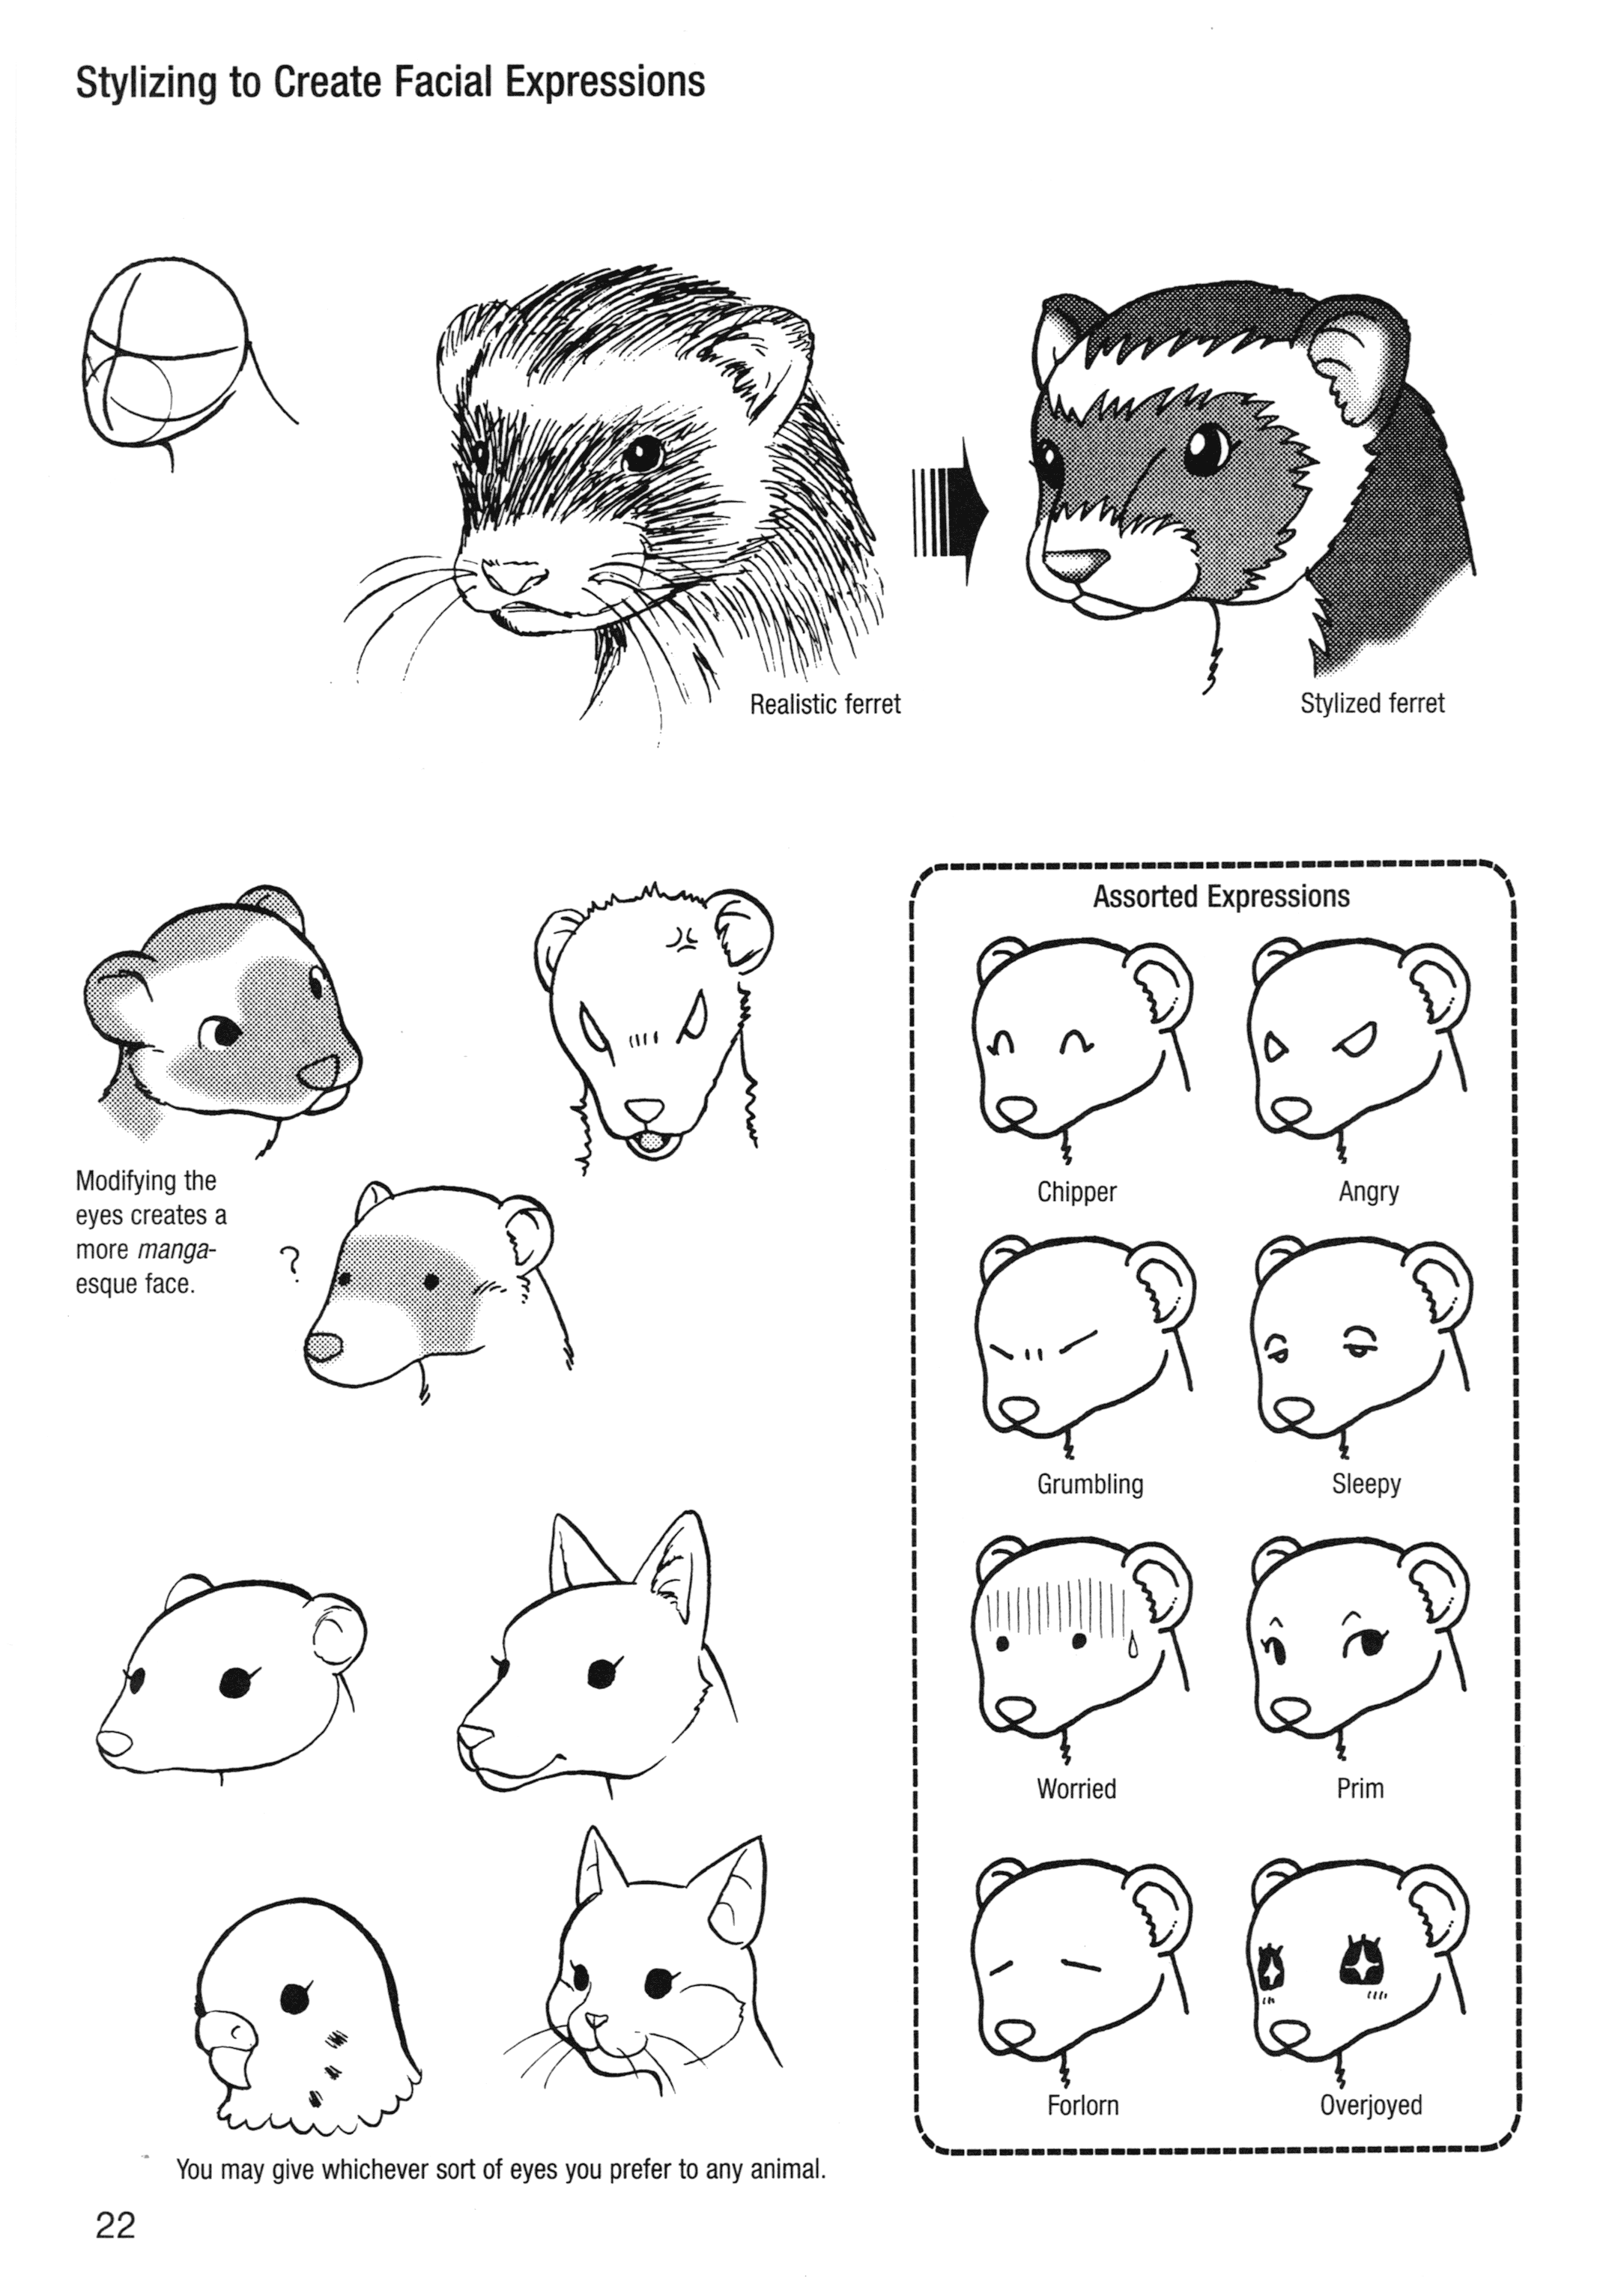 Stylizing to Create Facial Expressions
Realistic ferret
Stylized ferret
Modifying the
eyes creates a
more manga-
esque face.
?
Assorted Expressions
Chipper
Angry
Grumbling
Sleepy
Worried
Prim
Forlorn
Overjoyed
You may give whichever sort of eyes you prefer to any animal.
22